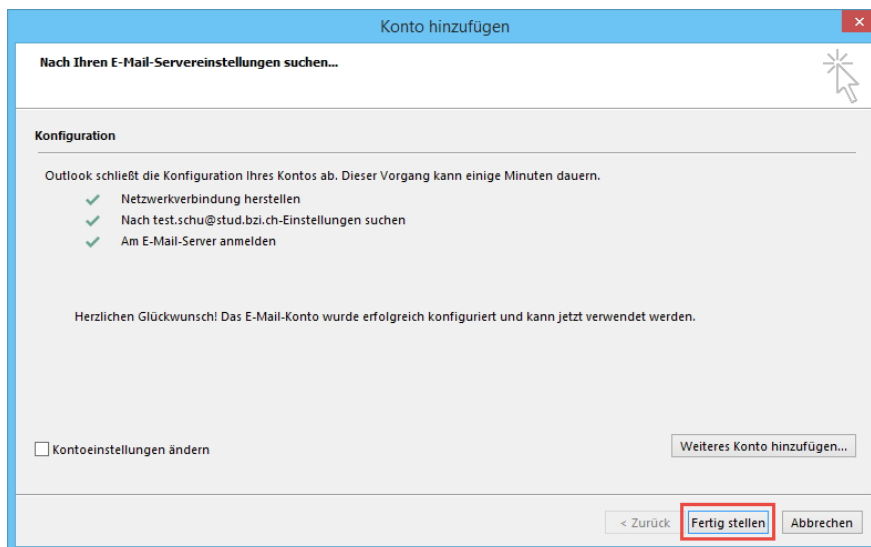 Konto hinzufügen
Nach Ihren E-Mail-Servereinstellungen suchen...
Konfiguration
Outlook schließt die Konfiguration Ihres Kontos ab. Dieser Vorgang kann einige Minuten dauern.
Netzwerkverbindung herstellen
Nach test.schu@stud.bzi.ch-Einstellungen suchen
Am E-Mail-Server anmelden
Herzlichen Glückwunsch! Das E-Mail-Konto wurde erfolgreich konfiguriert und kann jetzt verwendet werden.
Kontoeinstellungen ändern
Weiteres Konto hinzufügen...
< Zurück Fertig stellen Abbrechen